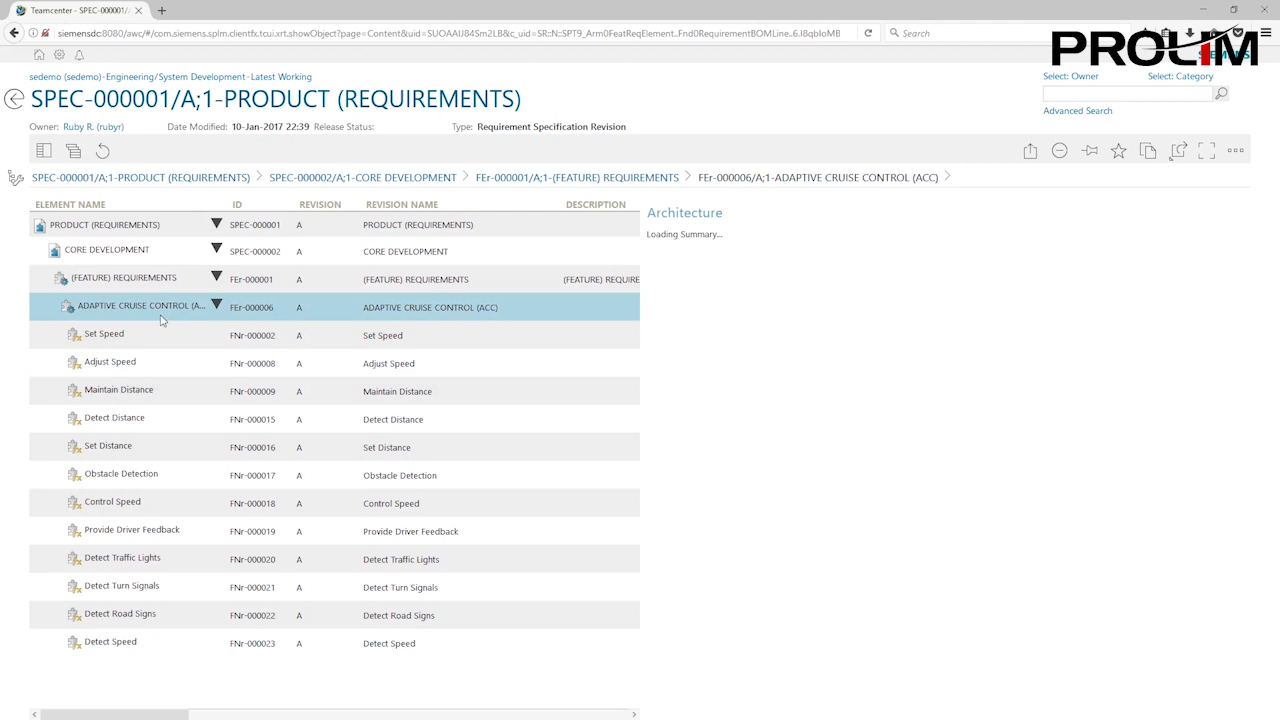 Teamcenter - SPEC-000001/
siemensdc:8080/awc/#/com.siemens.splm.clientfx.tcui.xrt.showObject?page=Content&uid=SUOAAIJ84Sm2LB&c_uid=SR::N::SPT9_Arm0FeatReqElement..Fnd0RequirementBOMLine..6.I8qbIoMB
Search
PROLIM
sedemo (sedemo) - Engineering/System Development - Latest Working
Select: Owner
Select: Category
SPEC-000001/A;1-PRODUCT (REQUIREMENTS)
Advanced Search
Owner: Ruby R. (rubyr)
Date Modified: 10-Jan-2017 22:39
Release Status:
Type: Requirement Specification Revision
SPEC-000001/A;1-PRODUCT (REQUIREMENTS) SPEC-000002/A;1-CORE DEVELOPMENT FEr-000001/A;1-(FEATURE) REQUIREMENTS FEr-000006/A;1-ADAPTIVE CRUISE CONTROL (ACC)
ELEMENT NAME ID REVISION REVISION NAME DESCRIPTION
PRODUCT (REQUIREMENTS) SPEC-000001 A PRODUCT (REQUIREMENTS)
CORE DEVELOPMENT SPEC-000002 A CORE DEVELOPMENT
(FEATURE) REQUIREMENTS FEr-000001 A (FEATURE) REQUIREMENTS (FEATURE) REQUIRE
ADAPTIVE CRUISE CONTROL (A... FEr-000006 A ADAPTIVE CRUISE CONTROL (ACC)
Set Speed FNr-000002 A Set Speed
Adjust Speed FNr-000008 A Adjust Speed
Maintain Distance FNr-000009 A Maintain Distance
Detect Distance FNr-000015 A Detect Distance
Set Distance FNr-000016 A Set Distance
Obstacle Detection FNr-000017 A Obstacle Detection
Control Speed FNr-000018 A Control Speed
Provide Driver Feedback FNr-000019 A Provide Driver Feedback
Detect Traffic Lights FNr-000020 A Detect Traffic Lights
Detect Turn Signals FNr-000021 A Detect Turn Signals
Detect Road Signs FNr-000022 A Detect Road Signs
Detect Speed FNr-000023 A Detect Speed
Architecture
Loading Summary...